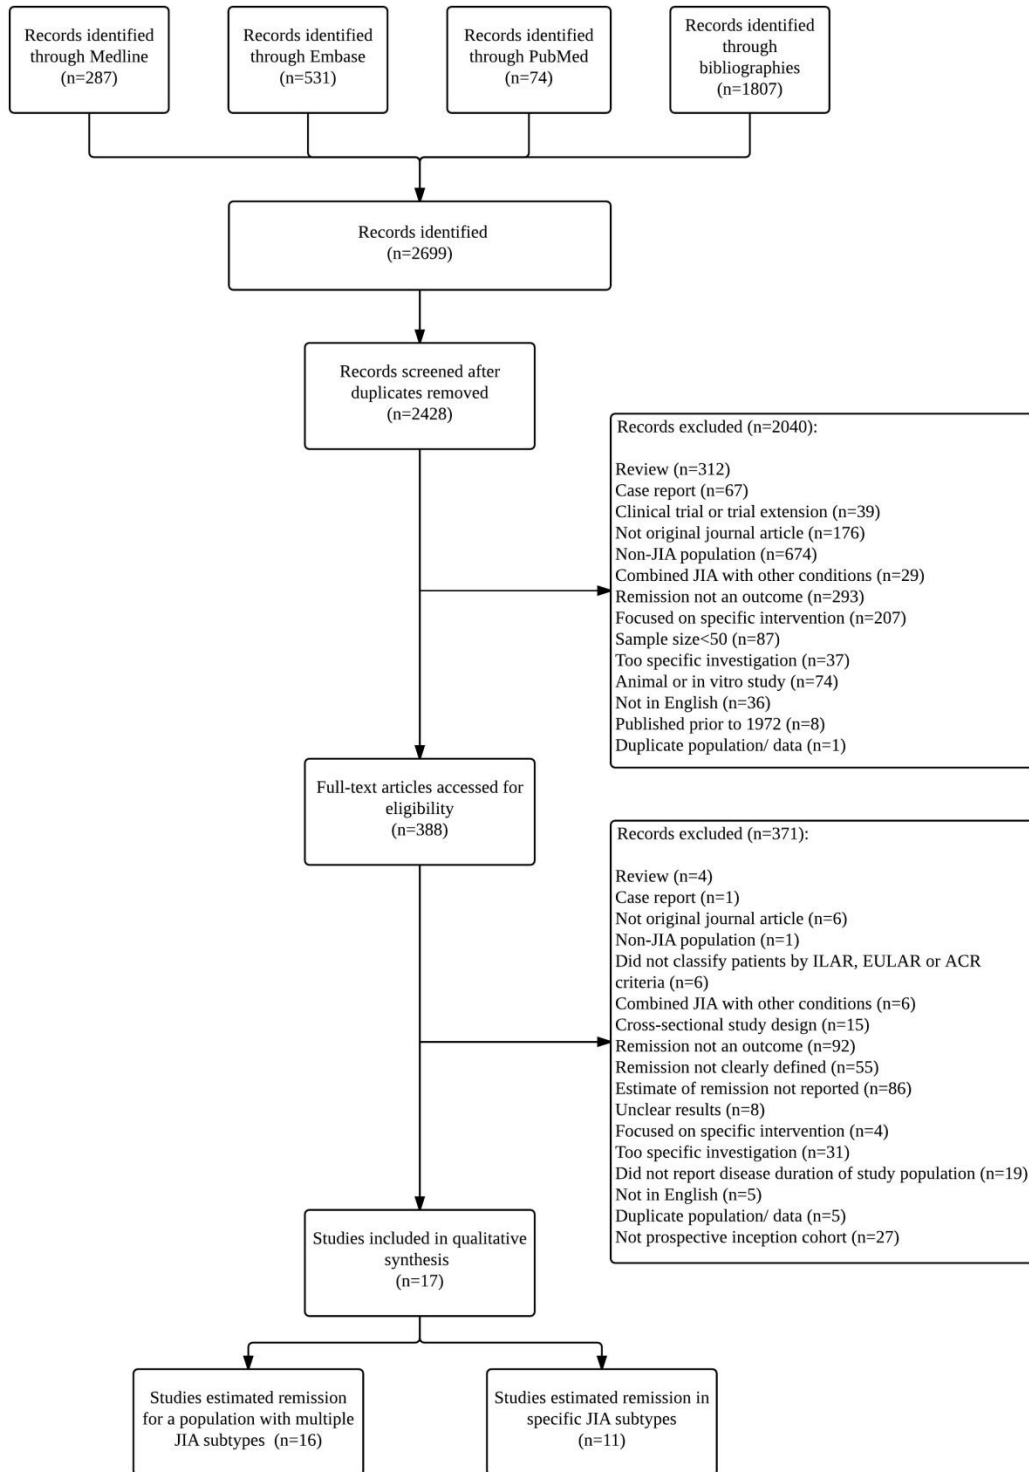 Records identified
through Medline
(n=287)
Records identified
through Embase
(n=531)
Records identified
through PubMed
(n=74)
Records identified
through
bibliographies
(n=1807)
Records identified
(n=2699)
Records screened after
duplicates removed
(n=2428)
Records excluded (n=2040):
Review (n=312)
Case report (n=67)
Clinical trial or trial extension (n=39)
Not original journal article (n=176)
Non-JIA population (n=674)
Combined JIA with other conditions (n=29)
Remission not an outcome (n=293)
Focused on specific intervention (n=207)
Sample size<50 (n=87)
Too specific investigation (n=37)
Animal or in vitro study (n=74)
Not in English (n=36)
Published prior to 1972 (n=8)
Duplicate population/ data (n=1)
Full-text articles accessed for
eligibility
(n=388)
Records excluded (n=371):
Review (n=4)
Case report (n=1)
Not original journal article (n=6)
Non-JIA population (n=1)
Did not classify patients by ILAR, EULAR or ACR
criteria (n=6)
Combined JIA with other conditions (n=6)
Cross-sectional study design (n=15)
Remission not an outcome (n=92)
Remission not clearly defined (n=55)
Estimate of remission not reported (n=86)
Unclear results (n=8)
Focused on specific intervention (n=4)
Too specific investigation (n=31)
Did not report disease duration of study population (n=19)
Not in English (n=5)
Duplicate population/ data (n=5)
Not prospective inception cohort (n=27)
Studies included in qualitative
synthesis
(n=17)
Studies estimated remission
for a population with multiple
JIA subtypes (n=16)
Studies estimated remission in
specific JIA subtypes
(n=11)